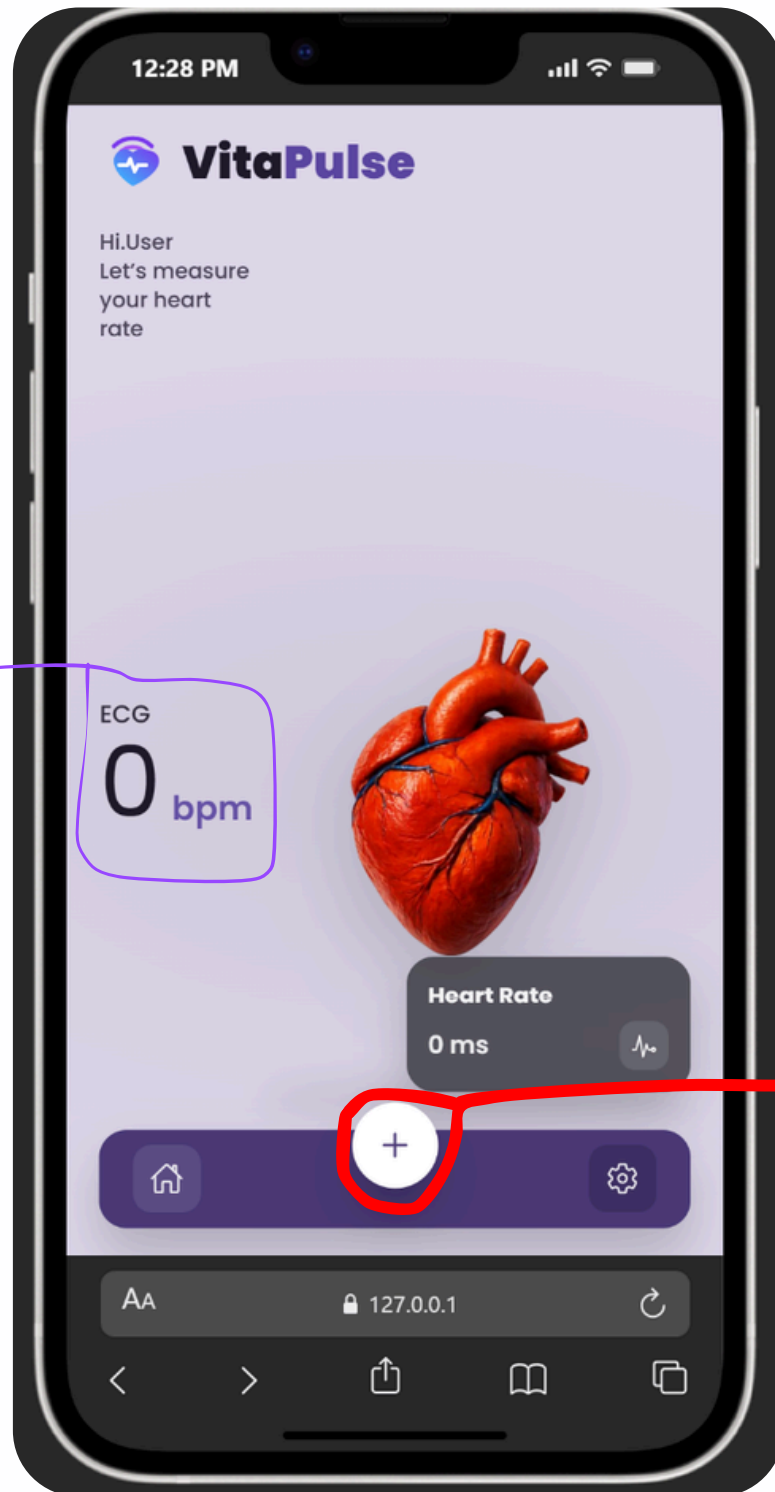 12:28 PM
VitaPulse
Hi.User
Let's measure
your heart
rate
ECG
0 bpm
Heart Rate
0 ms
+
AA
127.0.0.1